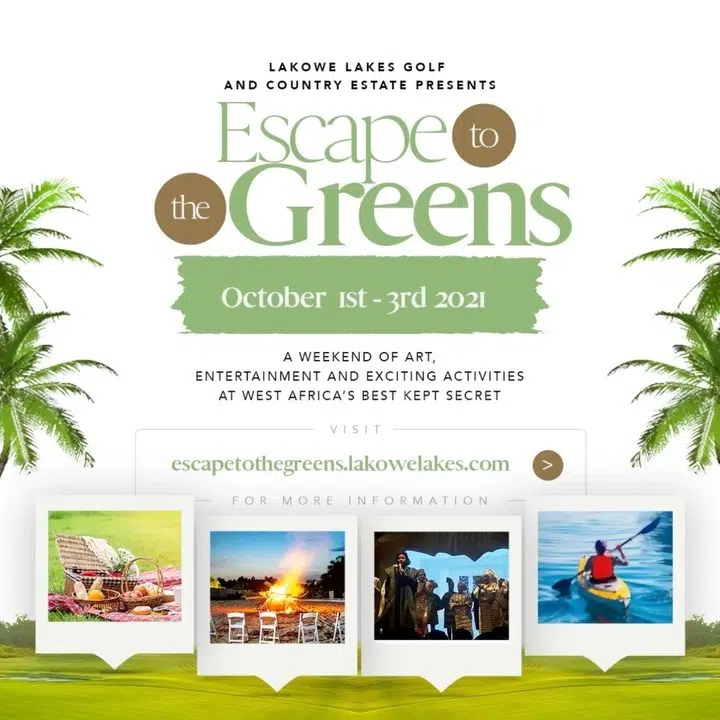 LAKOWE LAKES GOLF
AND COUNTRY ESTATE PRESENTS
Escape to
the Greens
October 1st - 3rd 2021
A WEEKEND OF ART,
ENTERTAINMENT AND EXCITING ACTIVITIES
AT WEST AFRICA'S BEST KEPT SECRET
VISIT
escapetothegreens.lakowelakes.com >
FOR MORE INFORMATION